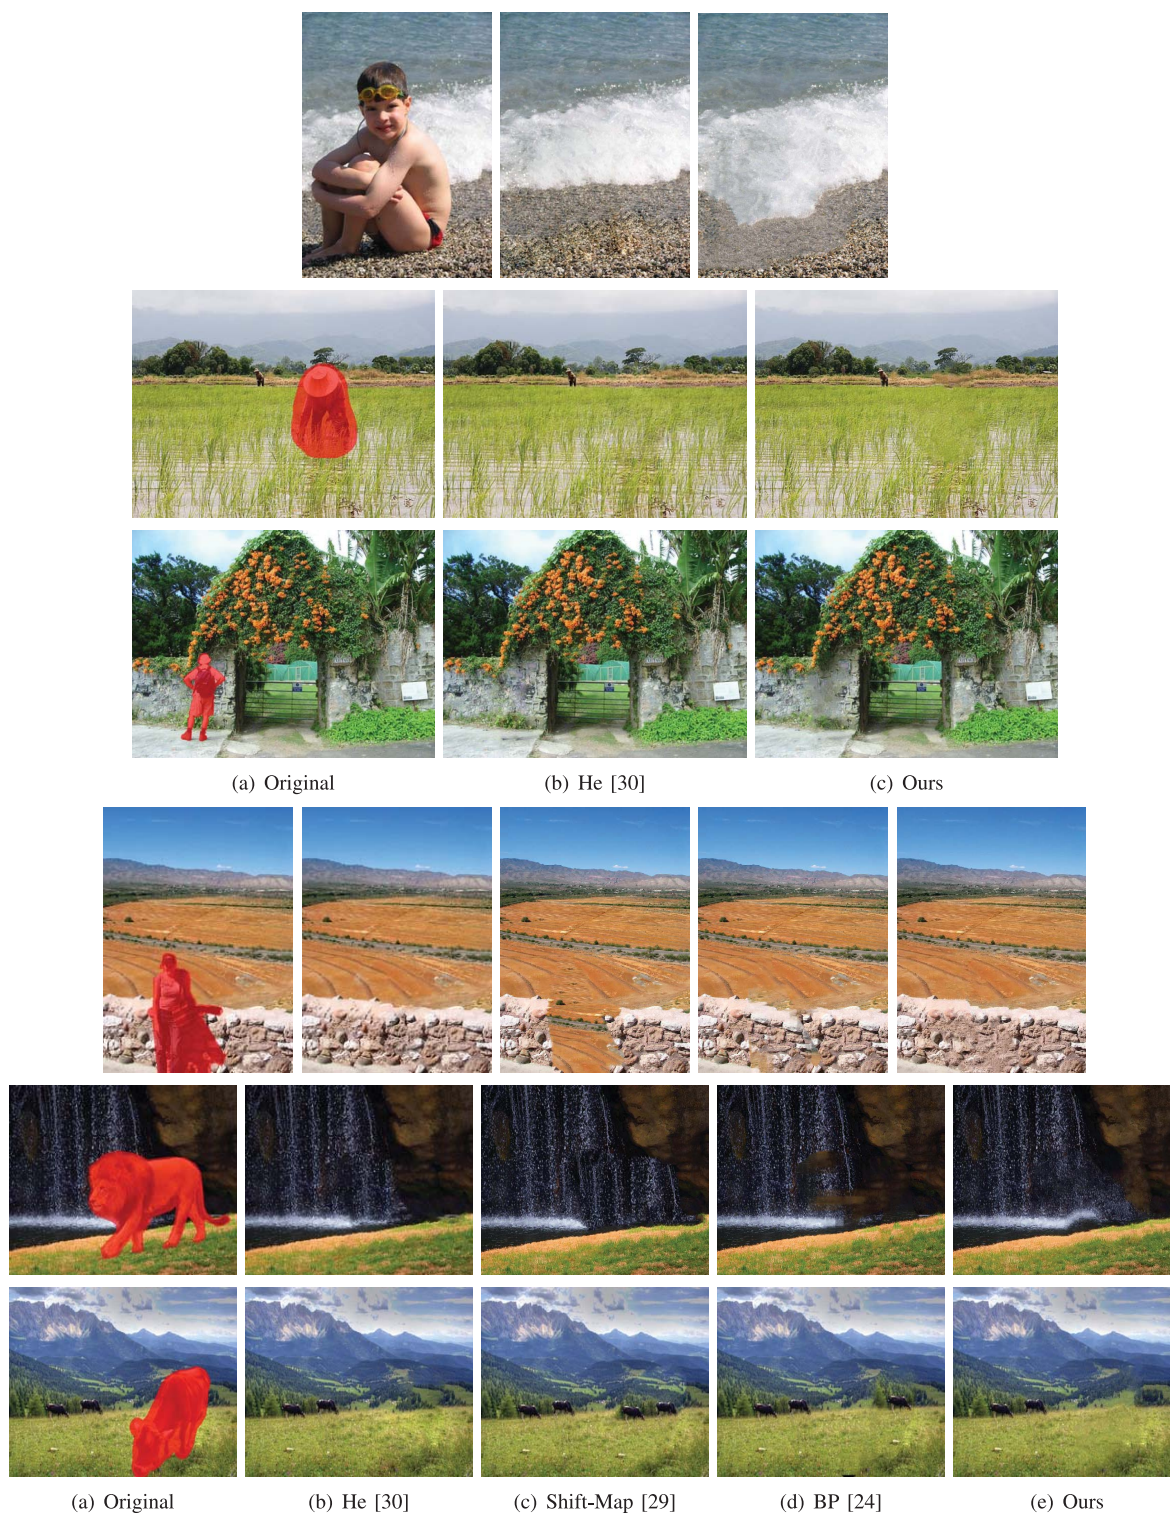 (a) Original
(b) He [30]
(c) Ours
(a) Original
(b) He [30]
(c) Shift-Map [29]
(d) BP [24]
(e) Ours